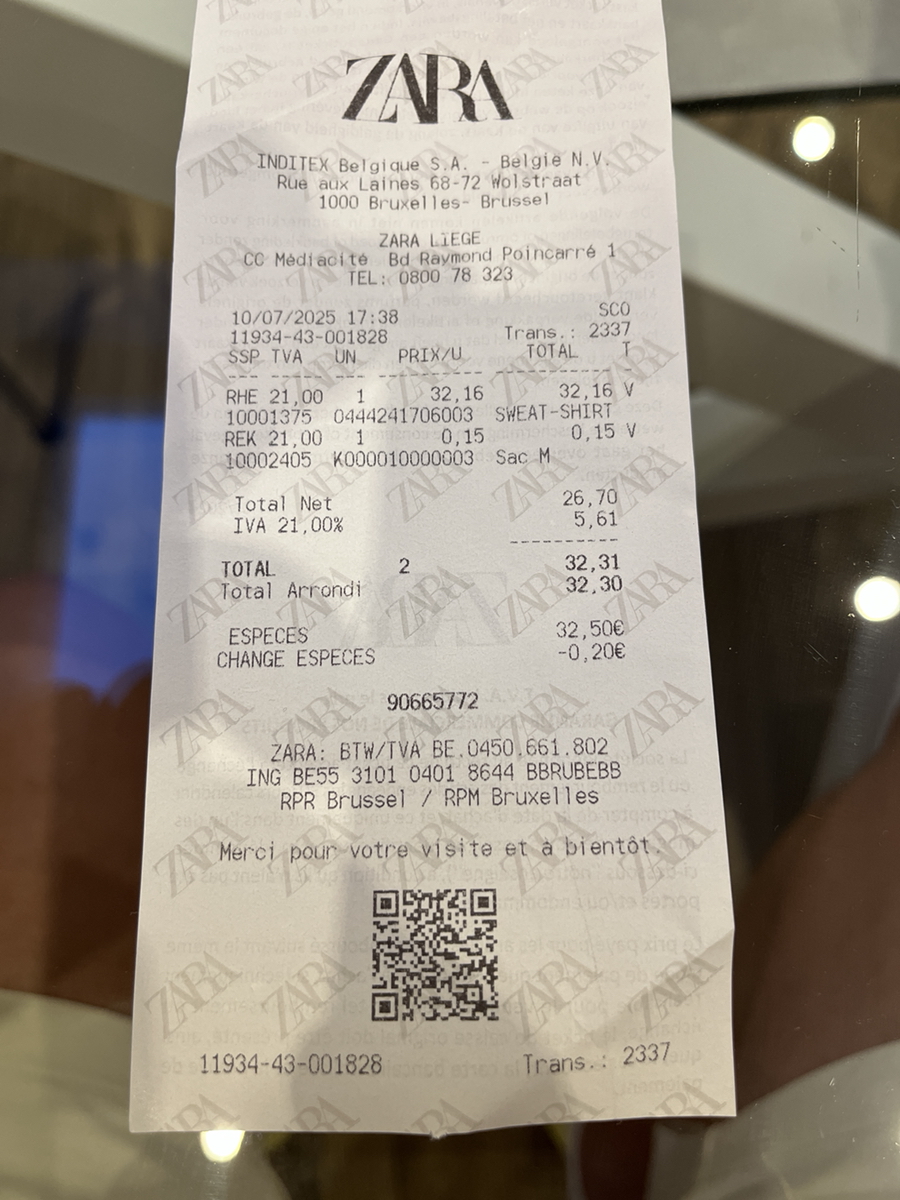 ZARA
INDITEX Belgique S.A. - Belgie N.V.
Rue aux Laines 68-72 Wolstraat
1000 Bruxelles- Brussel
ZARA LIEGE
CC Médiacité Bd Raymond Poincarré 1
TEL: 0800 78 323
SCO
10/07/2025 17:38
11934-43-001828 Trans.: 2337
SSP TVA UN PRIX/U TOTAL T
RHE 21,00 1 32,16 32,16 V
10001375 0444241706003 SWEAT-SHIRT
REK 21,00 1 0,15 0,15 V
10002405 K000010000003 Sac M
Total Net 26,70
IVA 21,00% 5,61
TOTAL 2 32,31
Total Arrondi 32,30
ESPECES 32,50€
CHANGE ESPECES -0,20€
90665772
ZARA: BTW/TVA BE.0450.661.802
ING BE55 3101 0401 8644 BBRUBEBB
RPR Brussel / RPM Bruxelles
Merci pour votre visite et à bientôt.
11934-43-001828 Trans.: 2337